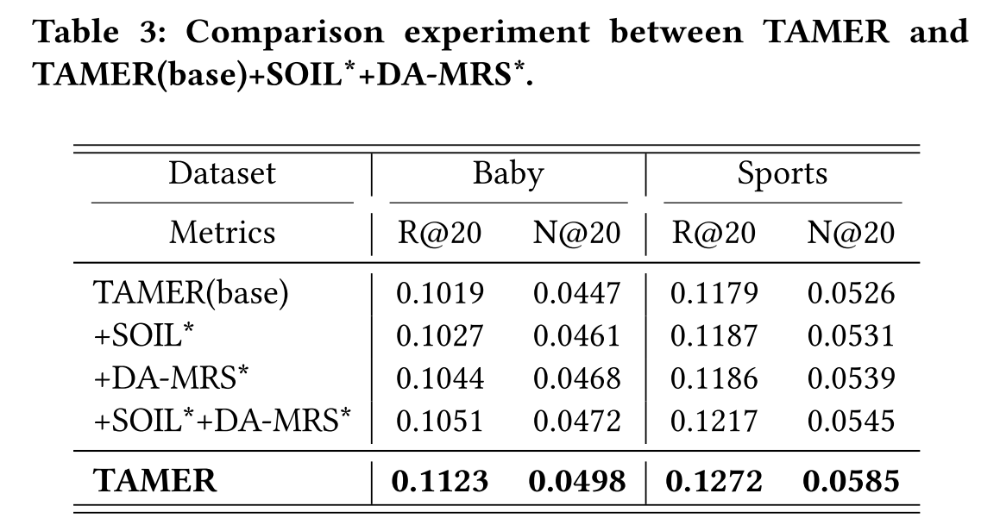 Table 3: Comparison experiment between TAMER and
TAMER(base)+SOIL*+DA-MRS*.
Dataset Baby Sports
Metrics R@20 N@20 R@20 N@20
TAMER(base) 0.1019 0.0447 0.1179 0.0526
+SOIL* 0.1027 0.0461 0.1187 0.0531
+DA-MRS* 0.1044 0.0468 0.1186 0.0539
+SOIL*+DA-MRS* 0.1051 0.0472 0.1217 0.0545
TAMER 0.1123 0.0498 0.1272 0.0585